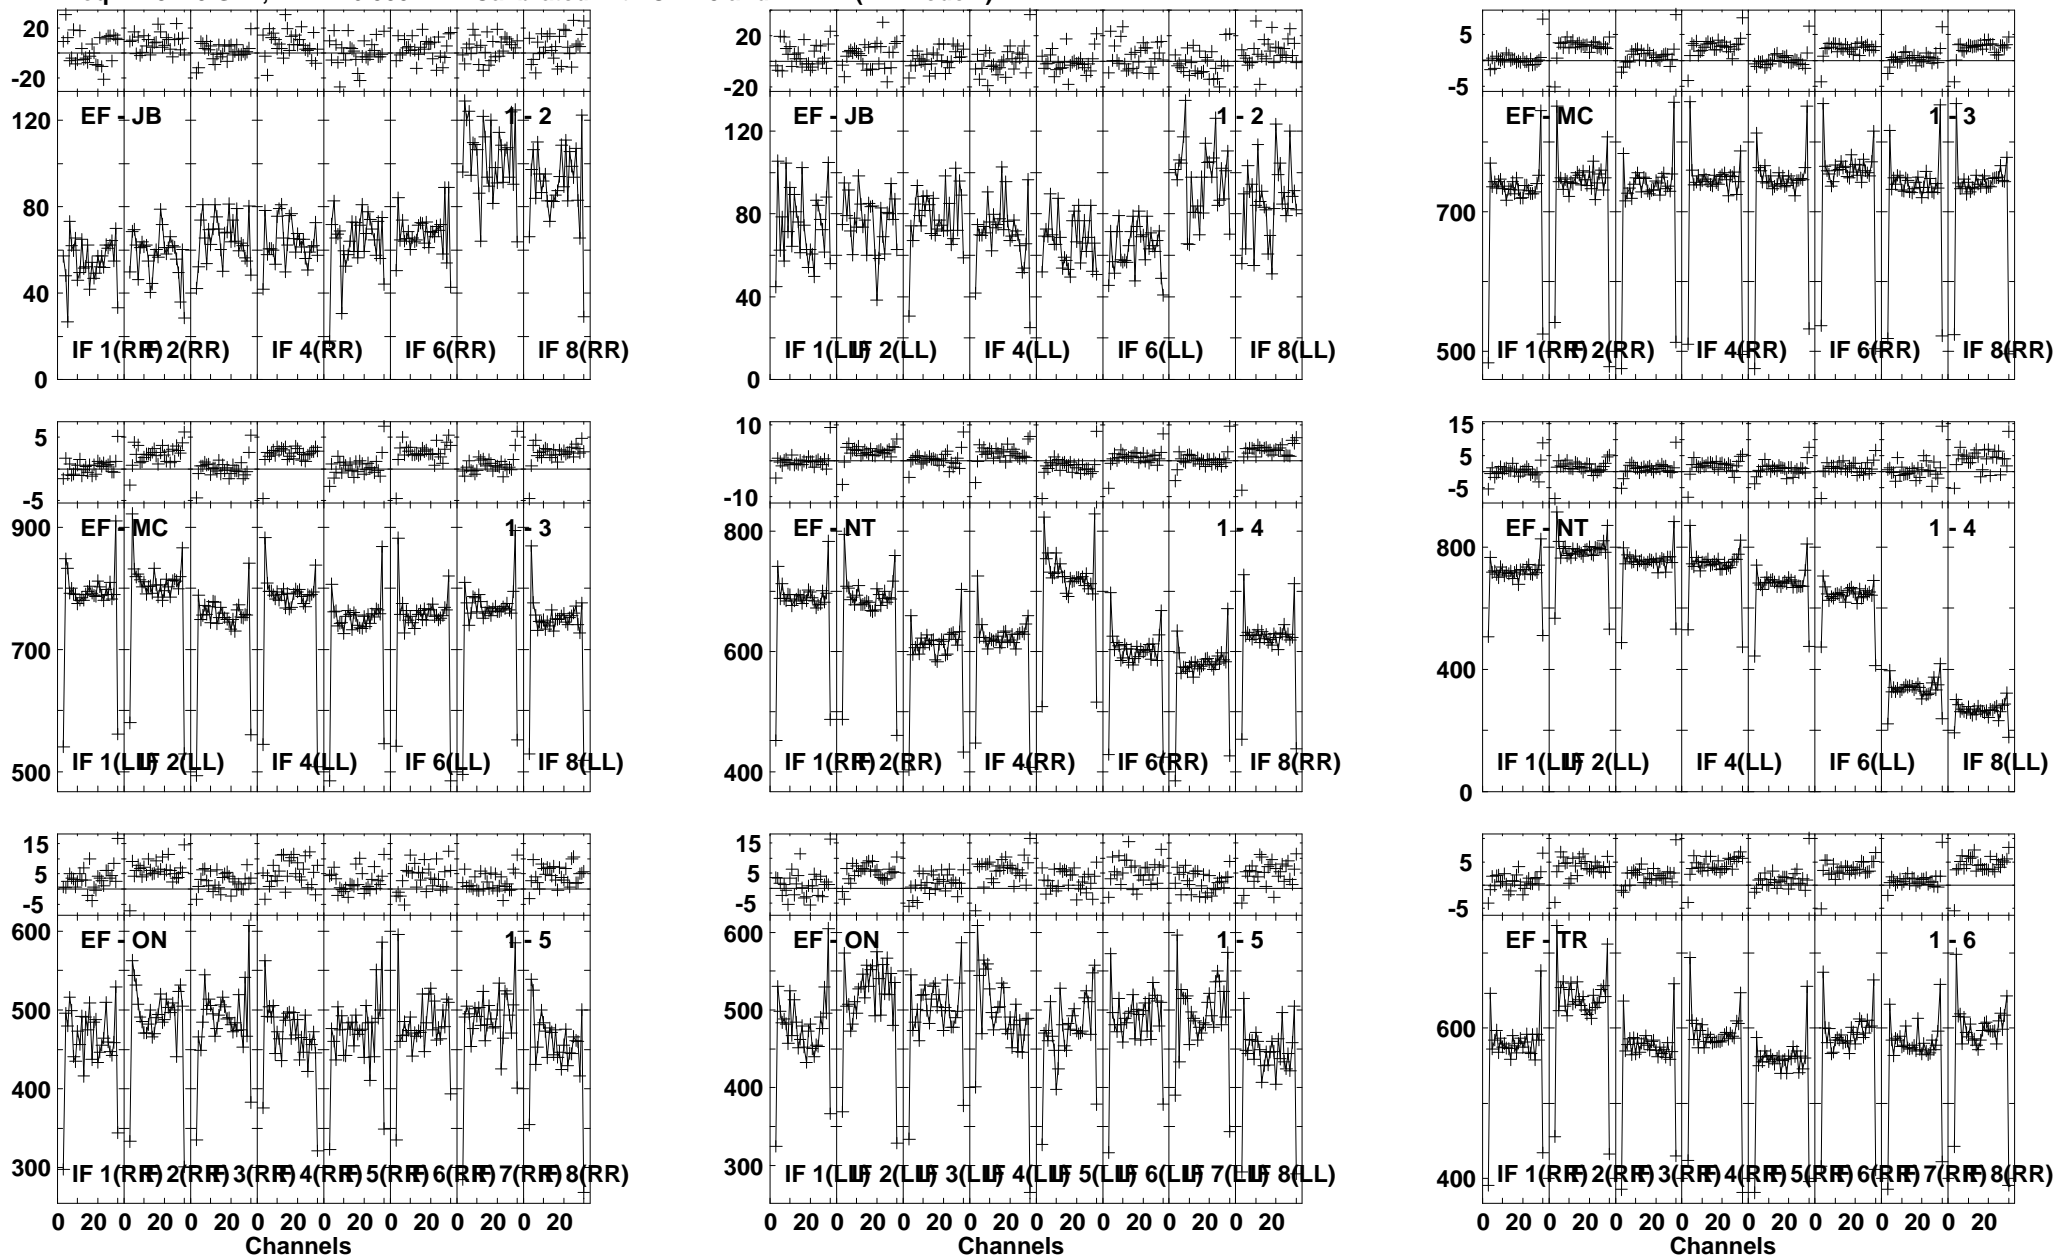 20
-20
120
80
40
0
EF - JB
1 - 2
IF 1(RR)
IF 2(RR)
IF 4(RR)
IF 6(RR)
IF 8(RR)
20
-20
120
80
40
0
EF - JB
1 - 2
IF 1(LL)
IF 2(LL)
IF 4(LL)
IF 6(LL)
IF 8(LL)
5
-5
700
500
EF - MC
1 - 3
IF 1(RR)
IF 2(RR)
IF 4(RR)
IF 6(RR)
IF 8(RR)
5
-5
900
700
500
EF - MC
1 - 3
IF 1(LL)
IF 2(LL)
IF 4(LL)
IF 6(LL)
IF 8(LL)
10
-10
800
600
400
EF - NT
1 - 4
IF 1(RR)
IF 2(RR)
IF 4(RR)
IF 6(RR)
IF 8(RR)
15
5
-5
800
400
0
EF - NT
1 - 4
IF 1(LL)
IF 2(LL)
IF 4(LL)
IF 6(LL)
IF 8(LL)
15
5
-5
600
500
400
300
EF - ON
1 - 5
IF 1(RR)
IF 2(RR)
IF 3(RR)
IF 4(RR)
IF 5(RR)
IF 6(RR)
IF 7(RR)
IF 8(RR)
0 20 0 20 0 20 0 20 0 20 0 20 0 20 0 20
Channels
15
5
-5
600
500
400
300
EF - ON
1 - 5
IF 1(LL)
IF 2(LL)
IF 3(LL)
IF 4(LL)
IF 5(LL)
IF 6(LL)
IF 7(LL)
IF 8(LL)
0 20 0 20 0 20 0 20 0 20 0 20 0 20 0 20
Channels
5
-5
600
400
EF - TR
1 - 6
IF 1(RR)
IF 2(RR)
IF 3(RR)
IF 4(RR)
IF 5(RR)
IF 6(RR)
IF 7(RR)
IF 8(RR)
0 20 0 20 0 20 0 20 0 20 0 20 0 20 0 20
Channels